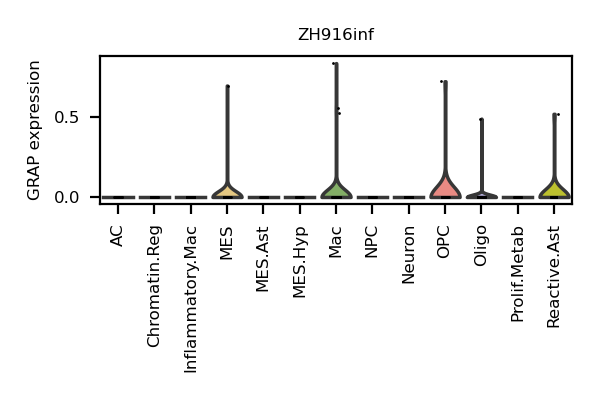 ZH916inf
GRAP expression
0.5
0.0
AC
Chromatin.Reg
Inflammatory.Mac
MES
MES.Ast
MES.Hyp
Mac
NPC
Neuron
OPC
Oligo
Prolif.Metab
Reactive.Ast